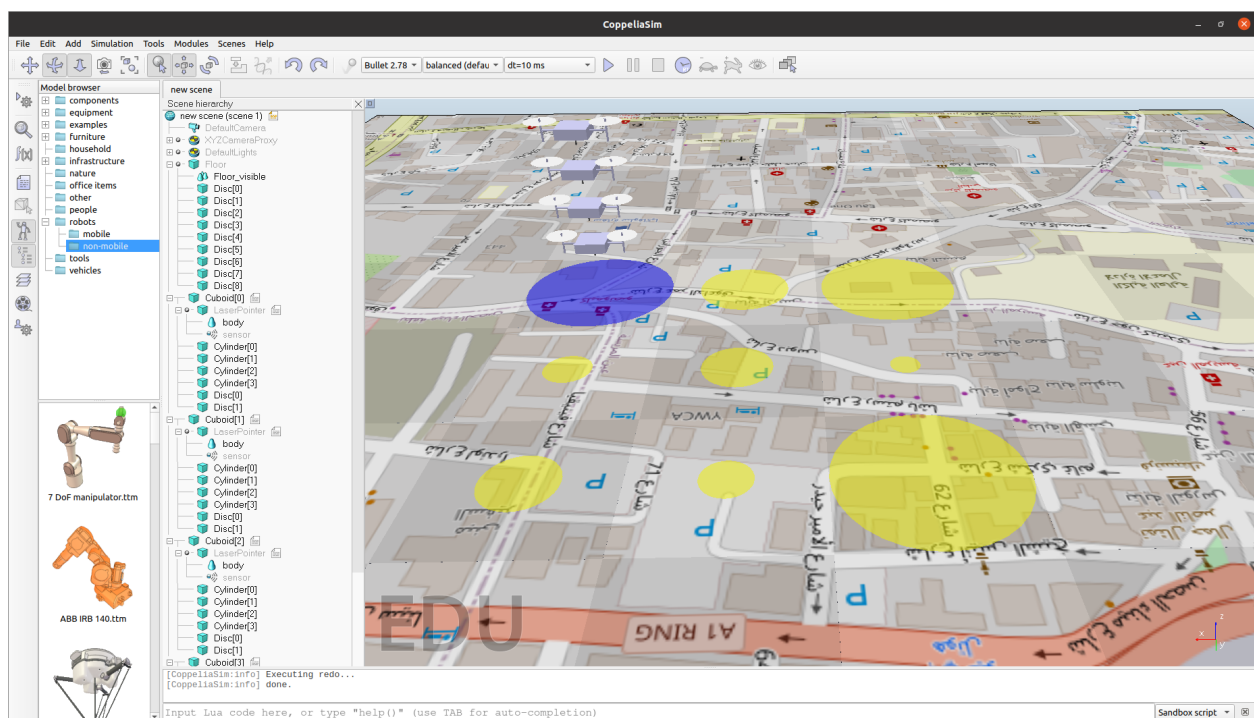 CoppeliaSim
File Edit Add Simulation Tools Modules Scenes Help
Bullet 2.78 balanced (defau dt=10 ms
Model browser
components
equipment
examples
furniture
household
infrastructure
nature
office items
other
people
robots
mobile
non-mobile
tools
vehicles
7 DoF manipulator.ttm
ABB IRB 140.ttm
new scene
Scene hierarchy
new scene (scene 1)
DefaultCamera
XYZCameraProxy
DefaultLights
Floor
Floor_visible
Disc[0]
Disc[1]
Disc[2]
Disc[3]
Disc[4]
Disc[5]
Disc[6]
Disc[7]
Disc[8]
Cuboid[0]
LaserPointer
body
sensor
Cylinder[0]
Cylinder[1]
Cylinder[2]
Cylinder[3]
Disc[0]
Disc[1]
Cuboid[1]
LaserPointer
body
sensor
Cylinder[0]
Cylinder[1]
Cylinder[2]
Cylinder[3]
Disc[0]
Disc[1]
Cuboid[2]
LaserPointer
body
sensor
Cylinder[0]
Cylinder[1]
Cylinder[2]
Cylinder[3]
Disc[0]
Disc[1]
Cuboid[3]
YWCA
A1 RING
EDU
z
x
y
[CoppeliaSim:info] Executing redo...
[CoppeliaSim:info] done.
Input Lua code here, or type "help()" (use TAB for auto-completion)
Sandbox script